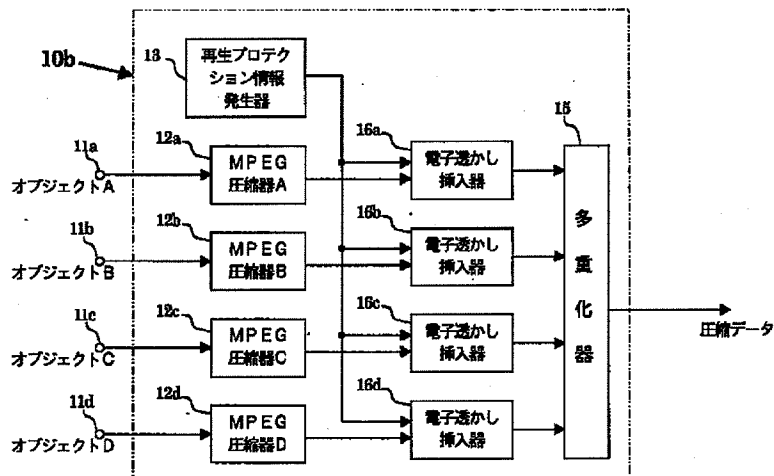 10b
13
再生プロテク
ション情報
発生器
15
11a
オブジェクトA
12a
MPEG
圧縮器A
16a
電子透かし
挿入器
11b
オブジェクトB
12b
MPEG
圧縮器B
16b
電子透かし
挿入器
11c
オブジェクトC
12c
MPEG
圧縮器C
16c
電子透かし
挿入器
11d
オブジェクトD
12d
MPEG
圧縮器D
16d
電子透かし
挿入器
多重化器
圧縮データ